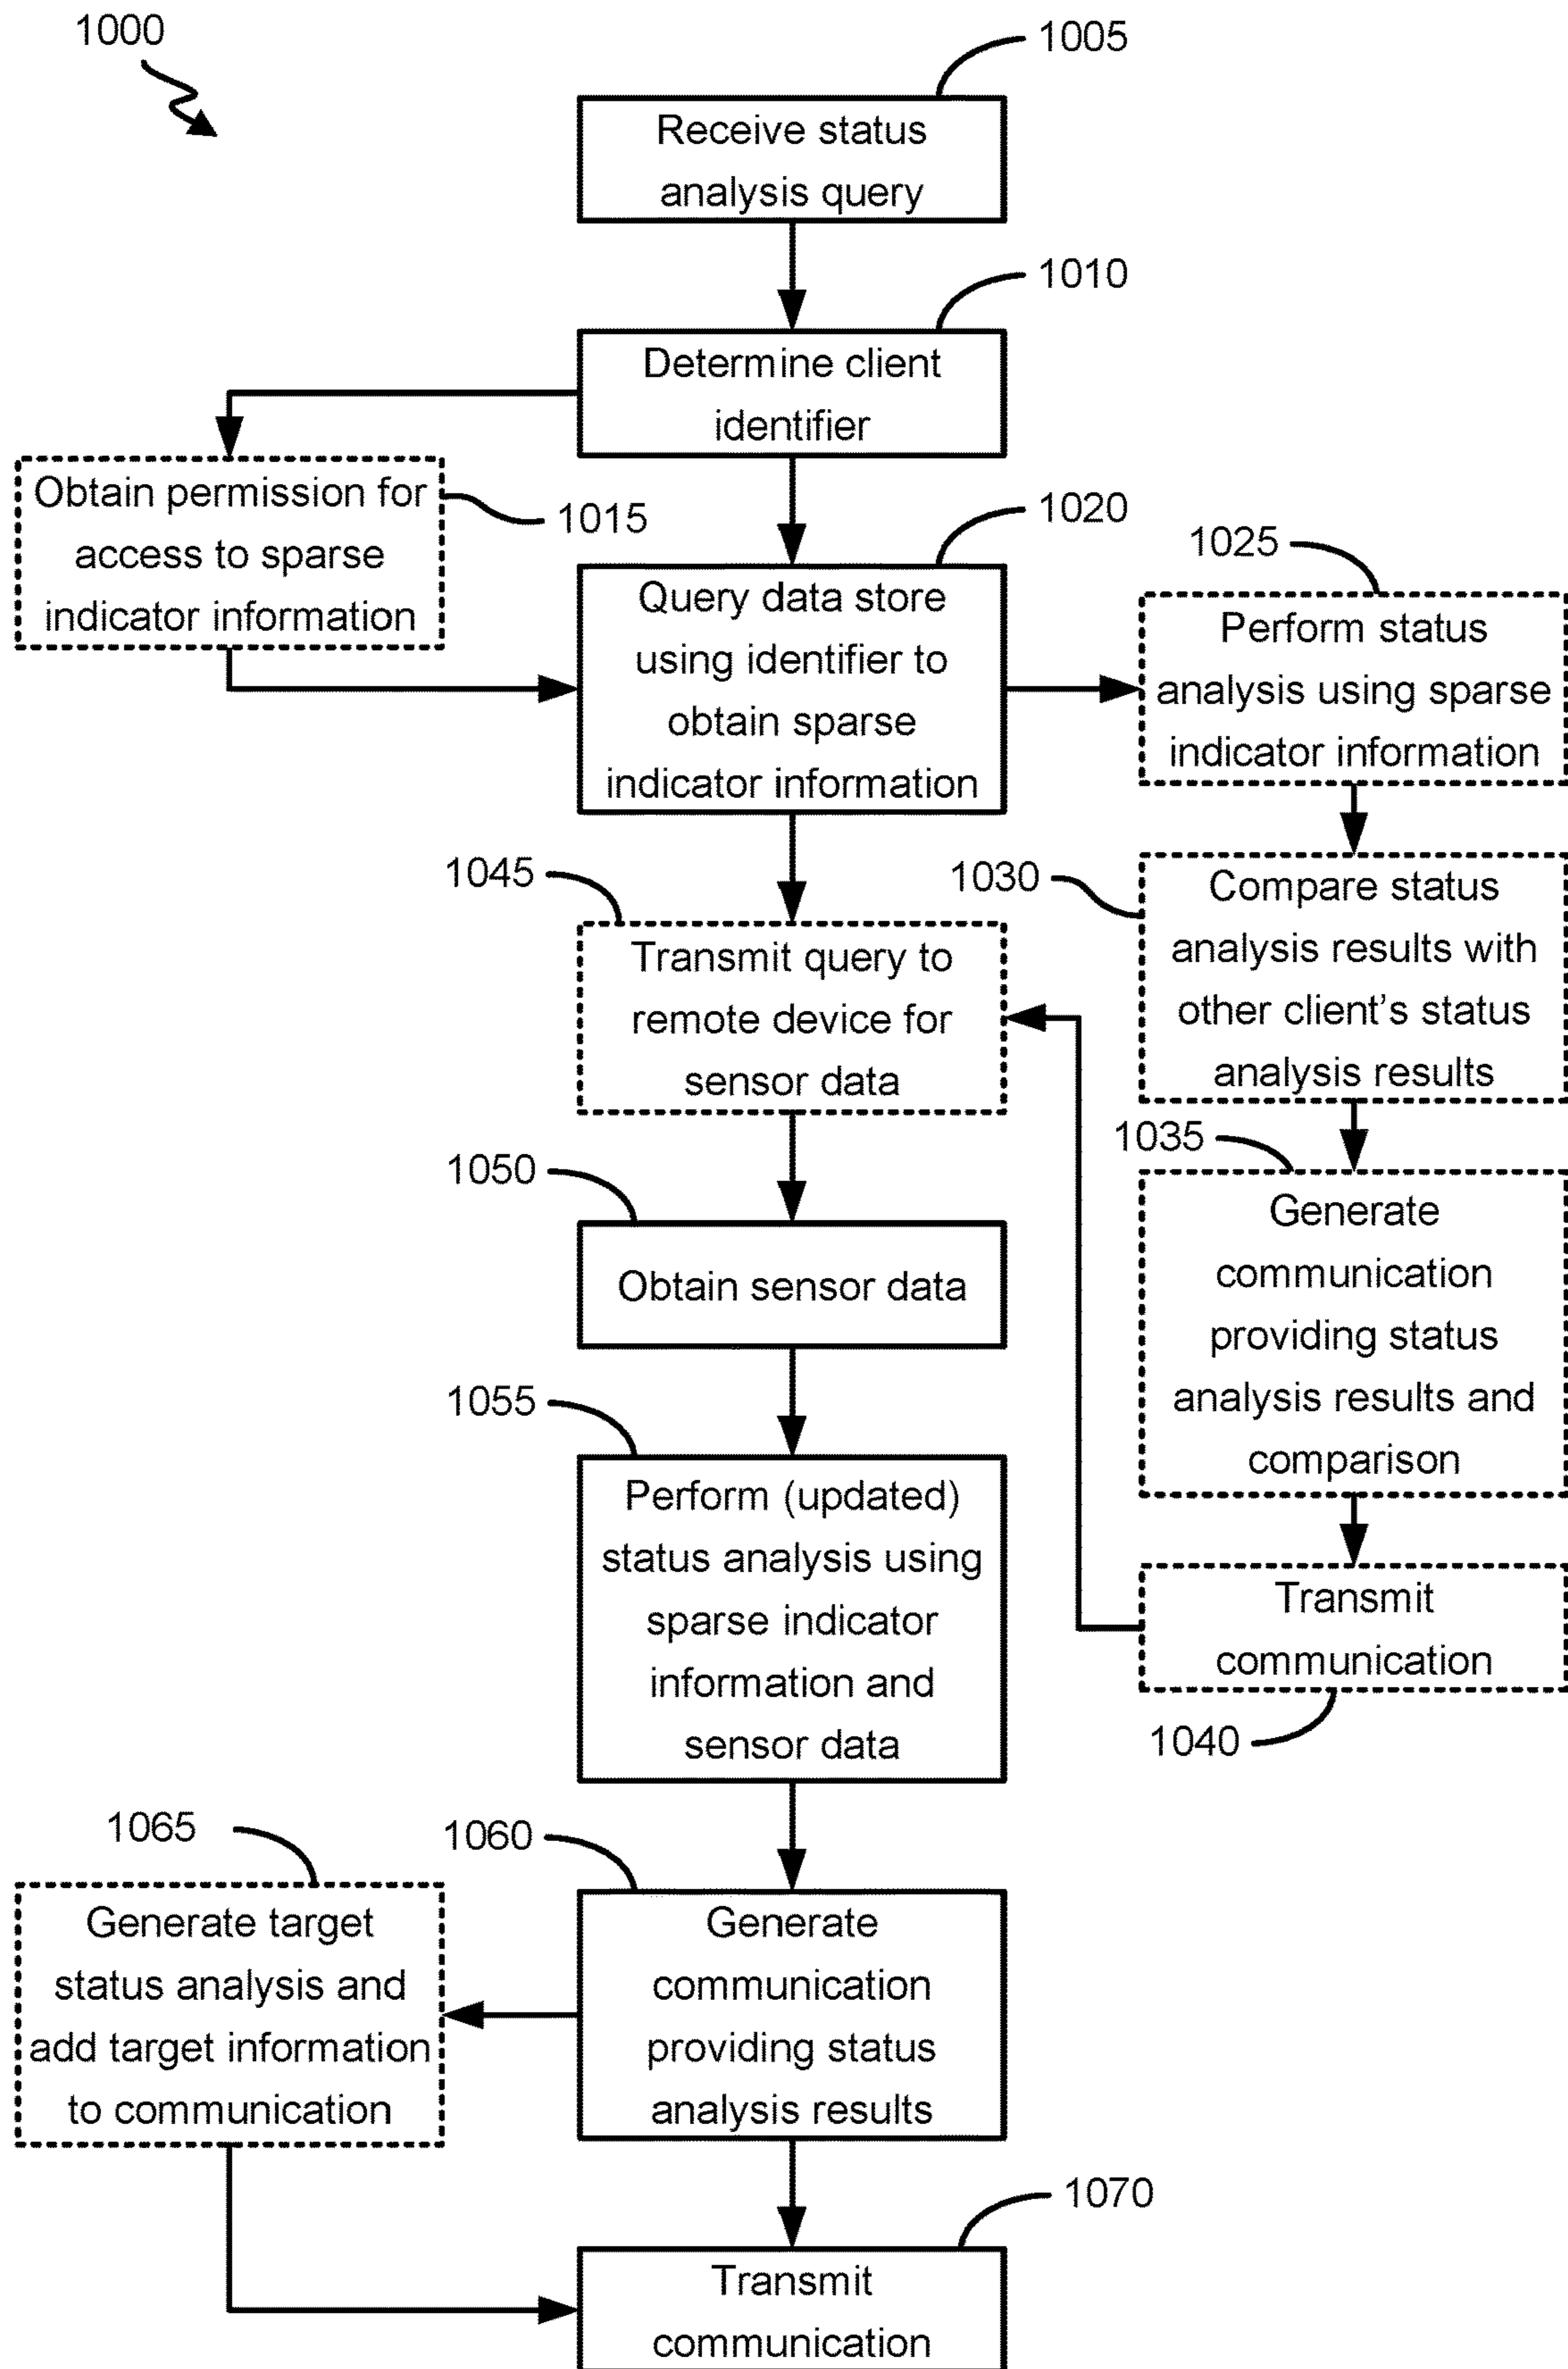 1000
1005
Receive status
analysis query
1010
Determine client
identifier
Obtain permission for
access to sparse
indicator information
1015
1020
Query data store
using identifier to
obtain sparse
indicator information
1025
Perform status
analysis using sparse
indicator information
1030
Compare status
analysis results with
other client's status
analysis results
1035
Generate
communication
providing status
analysis results and
comparison
Transmit
communication
1040
1045
Transmit query to
remote device for
sensor data
1050
Obtain sensor data
1055
Perform (updated)
status analysis using
sparse indicator
information and
sensor data
1060
Generate
communication
providing status
analysis results
1065
Generate target
status analysis and
add target information
to communication
1070
Transmit
communication